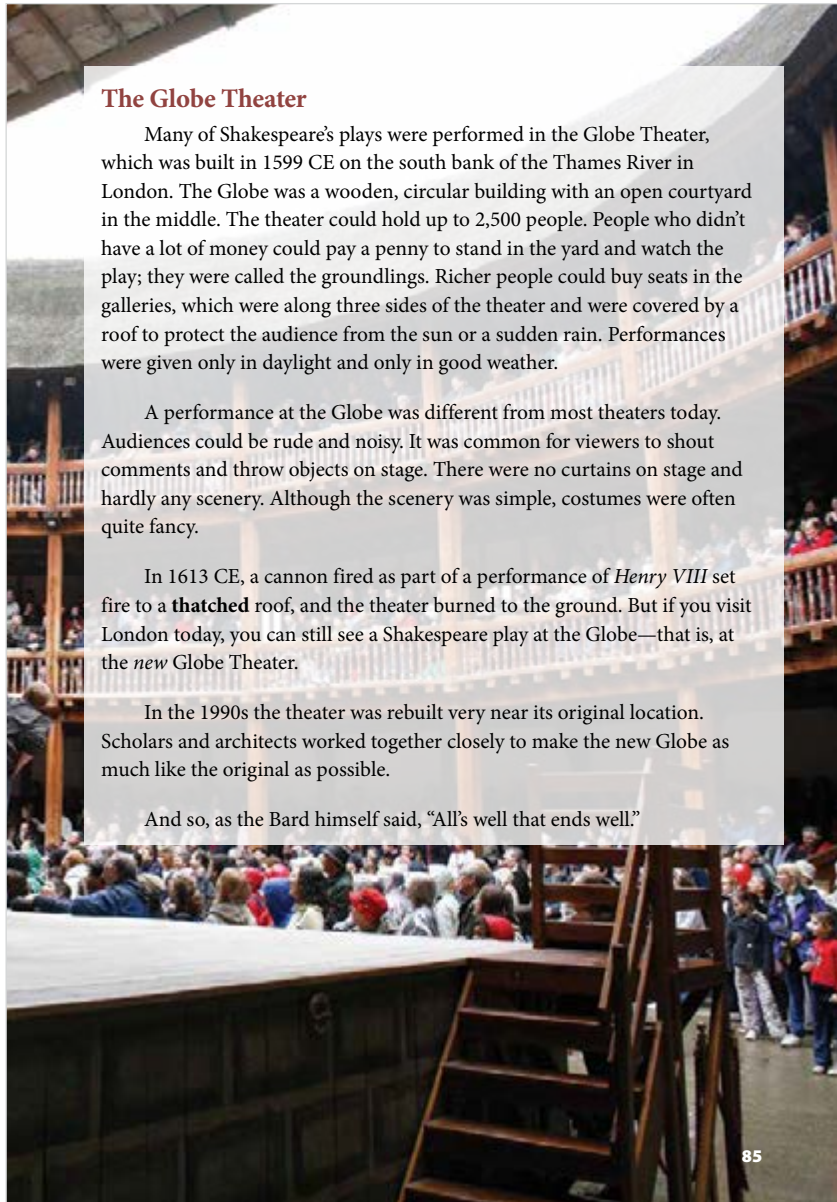 The Globe Theater
Many of Shakespeare’s plays were performed in the Globe Theater,
which was built in 1599 CE on the south bank of the Thames River in
London. The Globe was a wooden, circular building with an open courtyard
in the middle. The theater could hold up to 2,500 people. People who didn’t
have a lot of money could pay a penny to stand in the yard and watch the
play; they were called the groundlings. Richer people could buy seats in the
galleries, which were along three sides of the theater and were covered by a
roof to protect the audience from the sun or a sudden rain. Performances
were given only in daylight and only in good weather.
A performance at the Globe was different from most theaters today.
Audiences could be rude and noisy. It was common for viewers to shout
comments and throw objects on stage. There were no curtains on stage and
hardly any scenery. Although the scenery was simple, costumes were often
quite fancy.
In 1613 CE, a cannon fired as part of a performance of Henry VIII set
fire to a thatched roof, and the theater burned to the ground. But if you visit
London today, you can still see a Shakespeare play at the Globe—that is, at
the new Globe Theater.
In the 1990s the theater was rebuilt very near its original location.
Scholars and architects worked together closely to make the new Globe as
much like the original as possible.
And so, as the Bard himself said, “All’s well that ends well.”
85